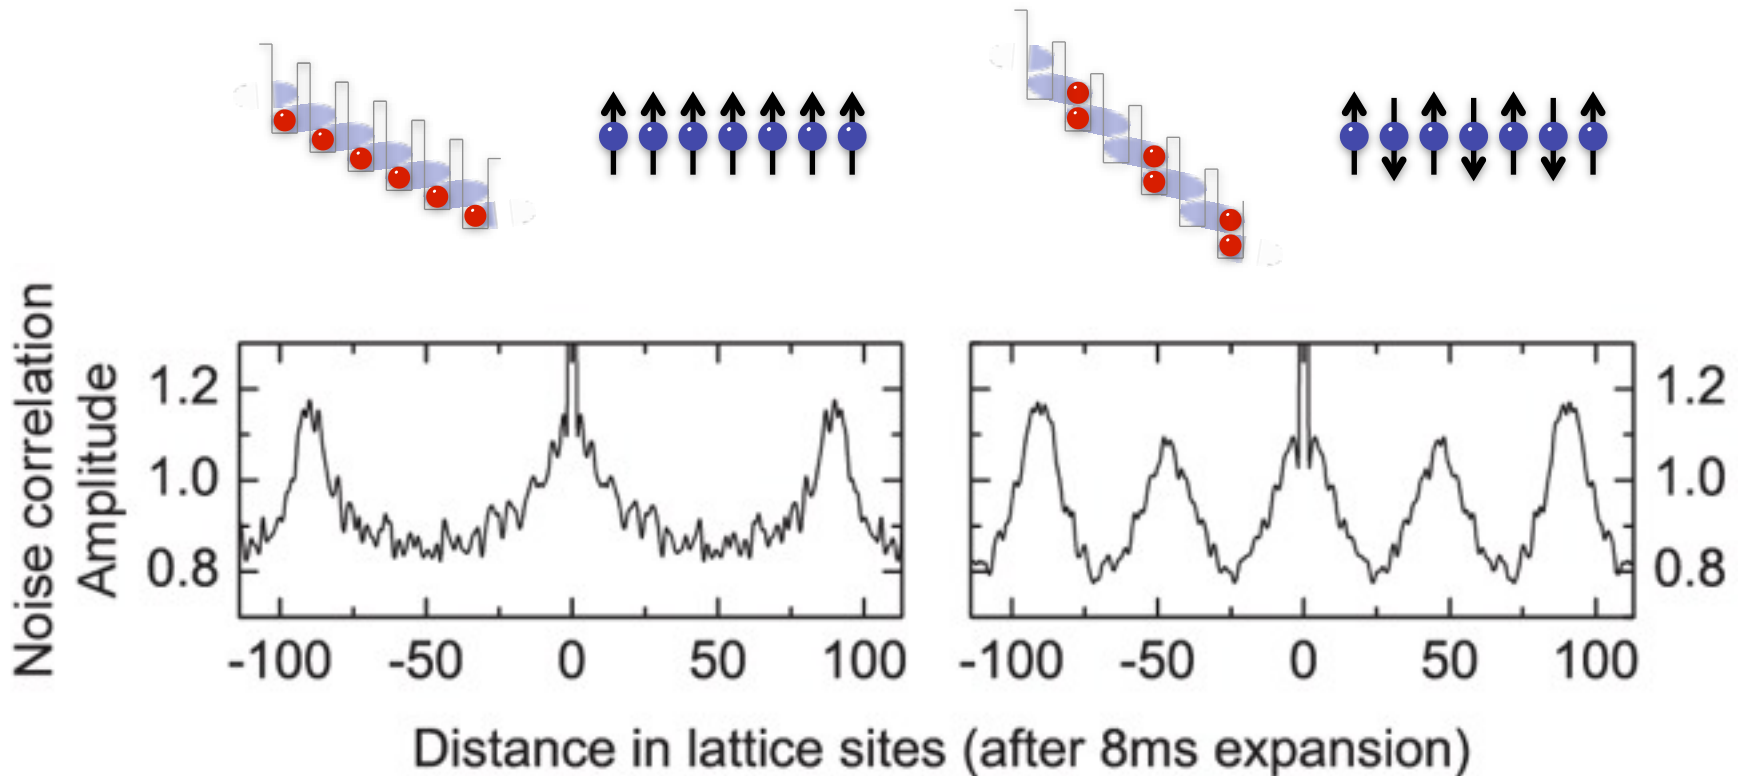 Noise correlation
Amplitude
1.2
1.0
0.8
-100 -50 0 50 100
-100 -50 0 50 100
1.2
1.0
0.8
Distance in lattice sites (after 8ms expansion)